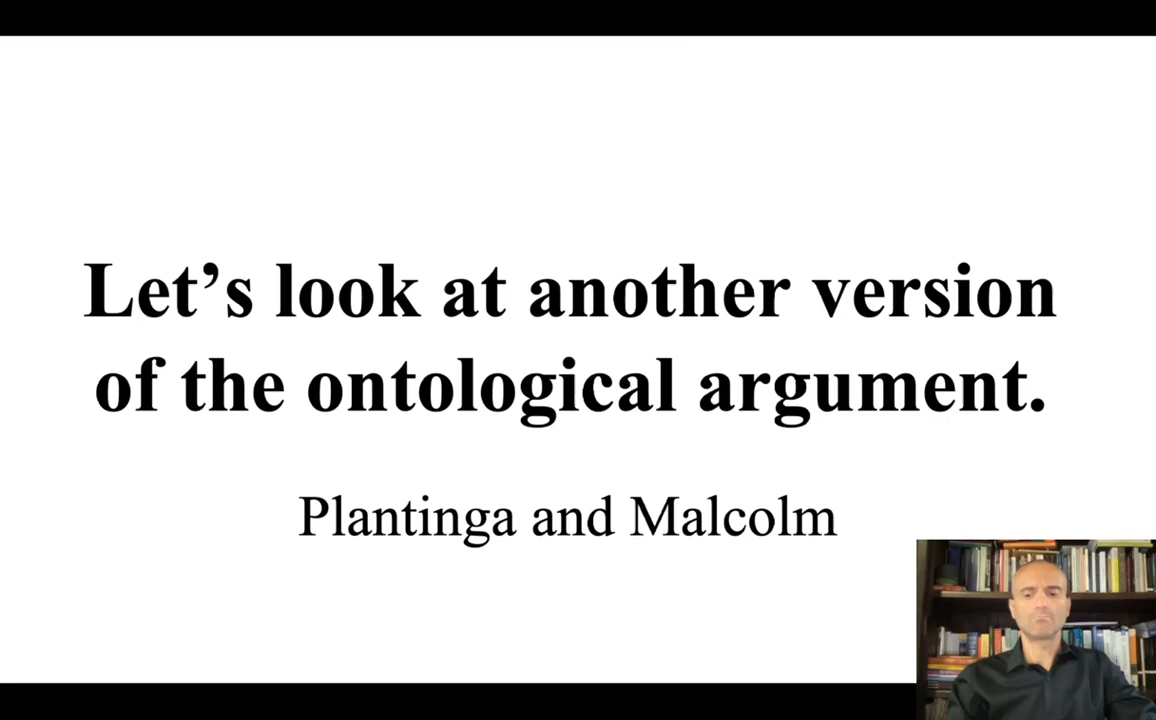 Let’s look at another version
of the ontological argument.
Plantinga and Malcolm